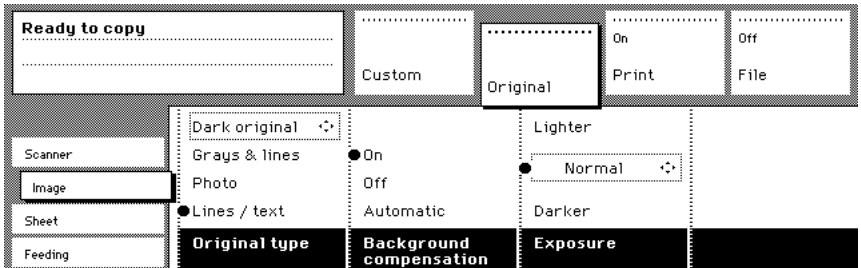 Ready to copy
Custom
Original
On
Print
Off
File
Scanner
Image
Sheet
Feeding
Dark original
Grays & lines
Photo
Lines / text
Original type
On
Off
Automatic
Background
compensation
Lighter
Normal
Darker
Exposure